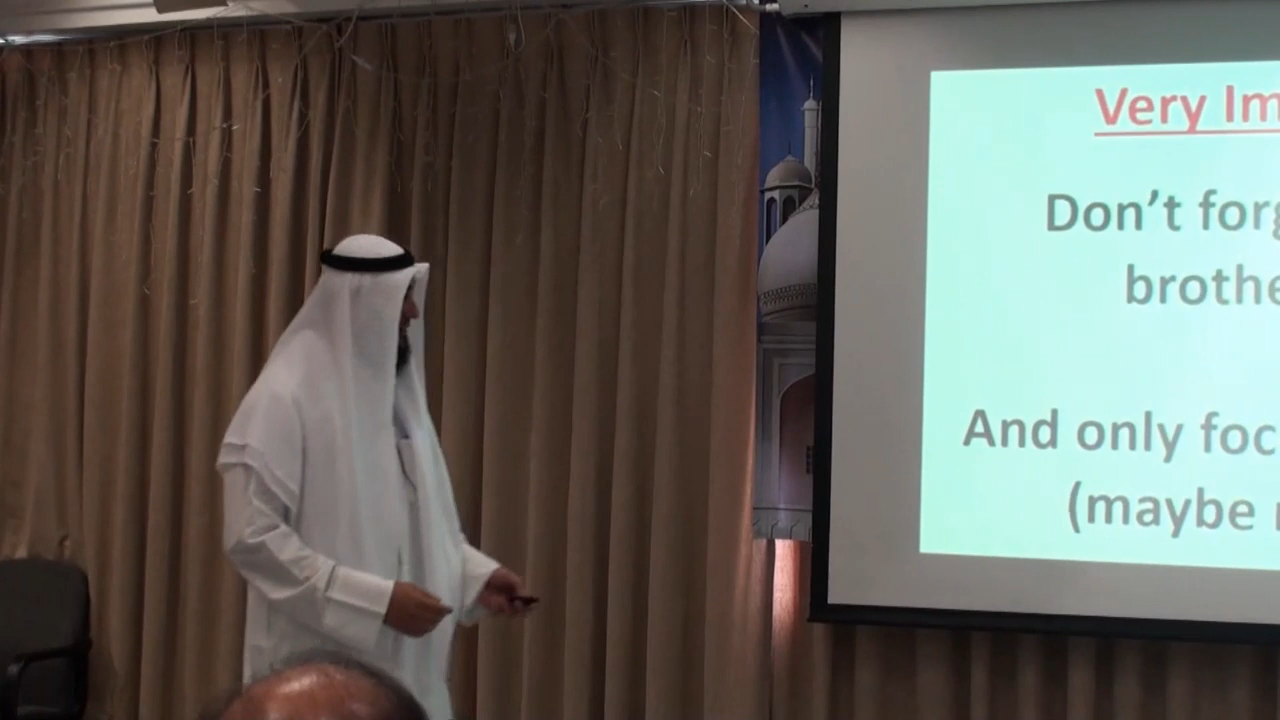 Very Im
Don't forg
brothe
And only foc
(maybe